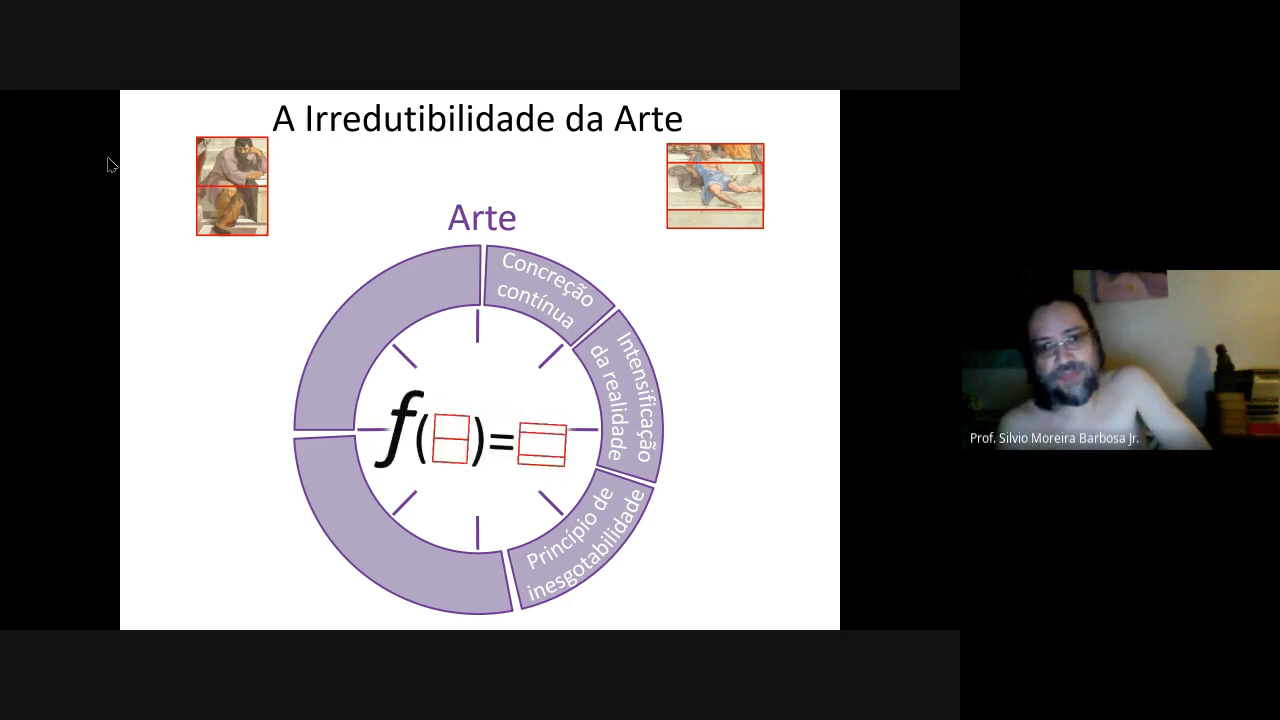 A Irredutibilidade da Arte
Arte
Concreção
contínua
Intensificação
da realidade
Princípio de
inesgotabilidade
f( )=
Prof. Silvio Moreira Barbosa Jr.